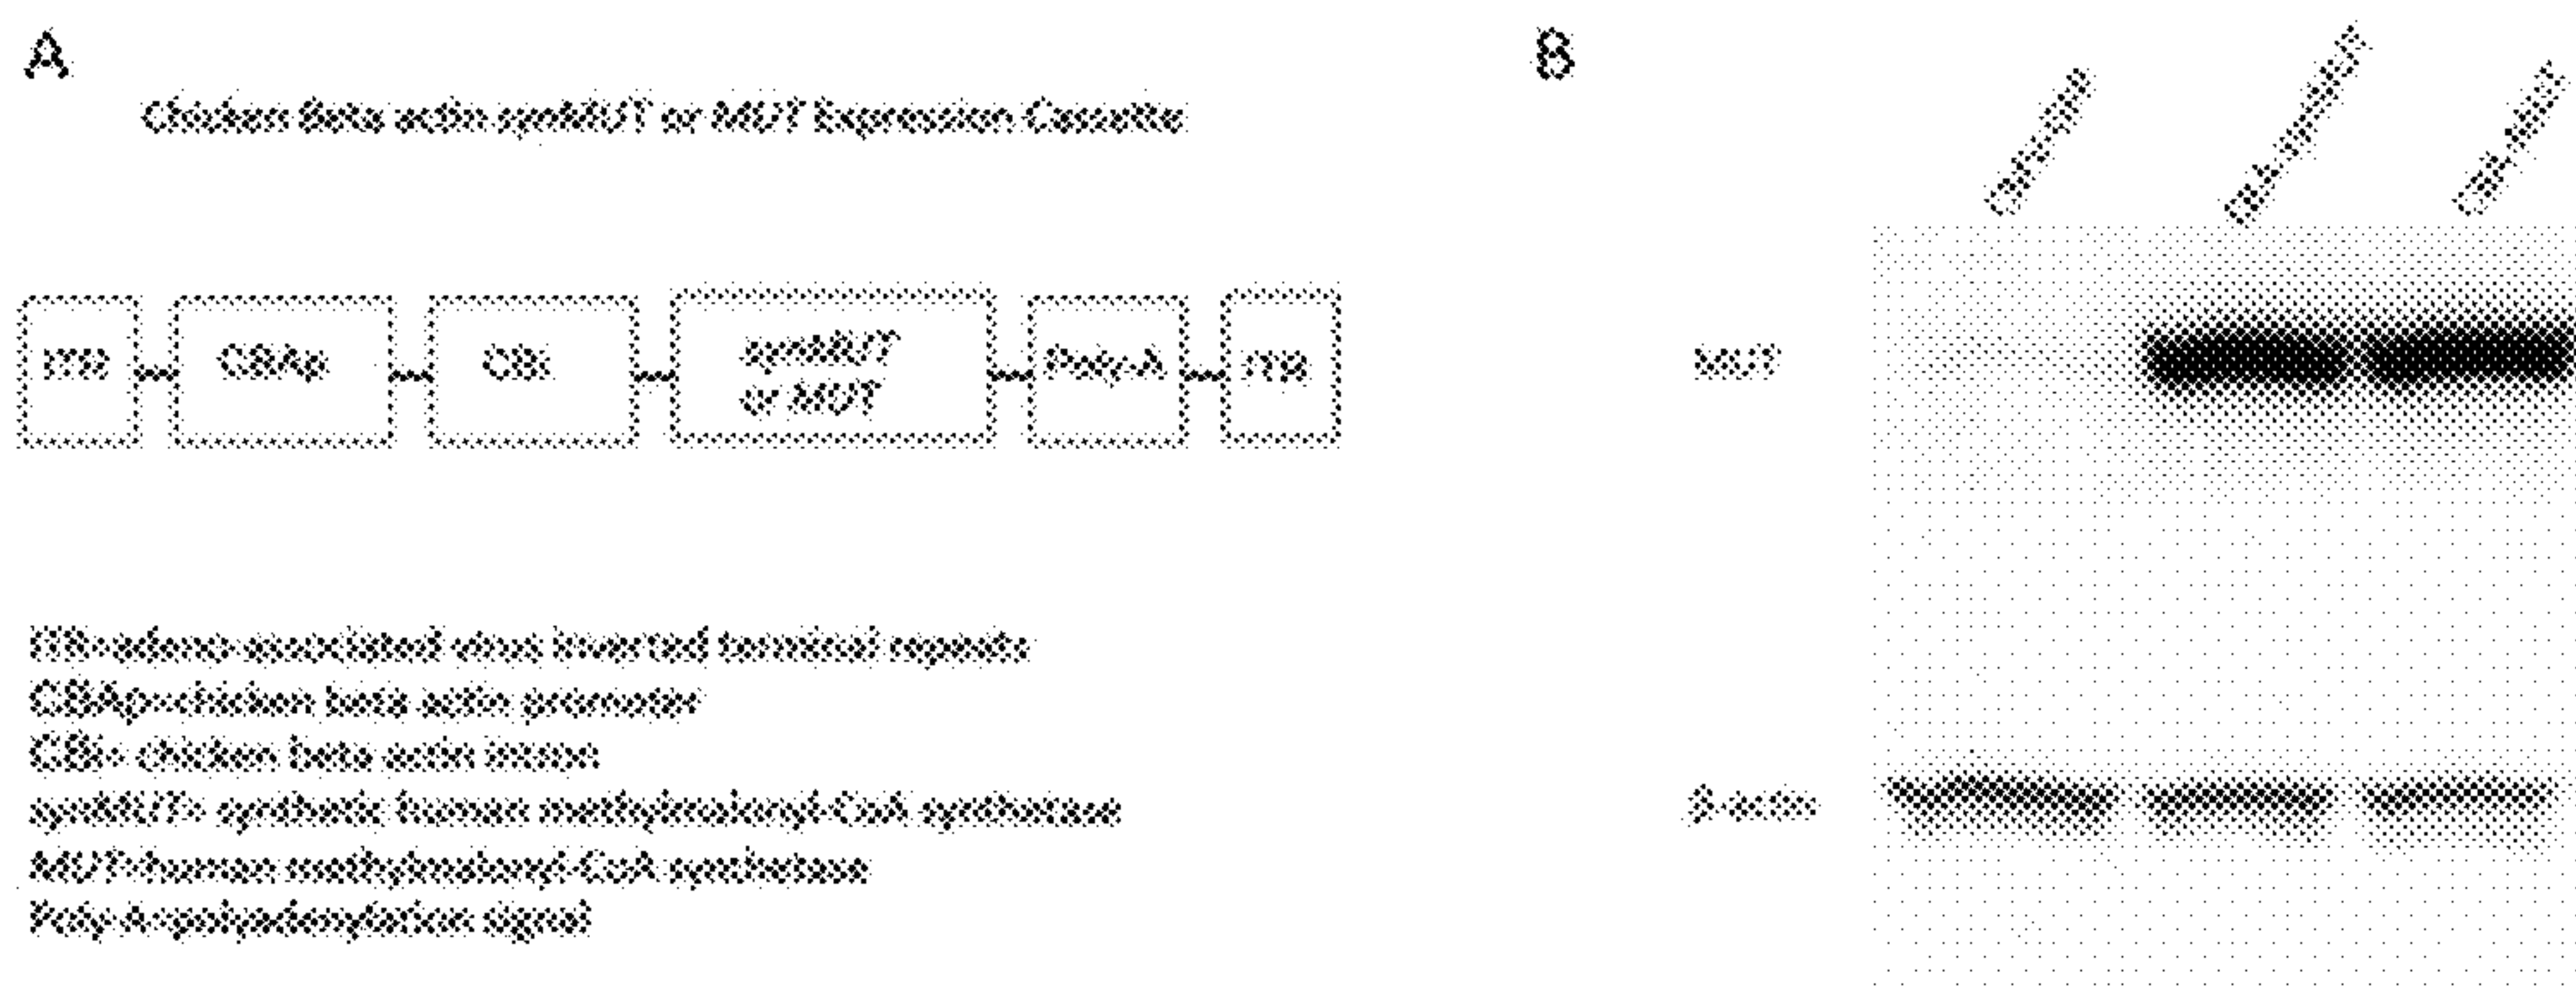 A
Chicken Beta actin synMUT or MUT Expression Cassette
ITR
CBAp
CBi
synMUT
or MUT
Poly-A
ITR
ITR- adeno- associated virus inverted terminal repeats
CBAp-chicken beta actin promoter
CBi- chicken beta actin intron
synMUT- synthetic human methylmalonyl-CoA synthetase
MUT-human methylmalonyl-CoA synthetase
Poly-A-polyadenylation signal
B
MUT
β-actin